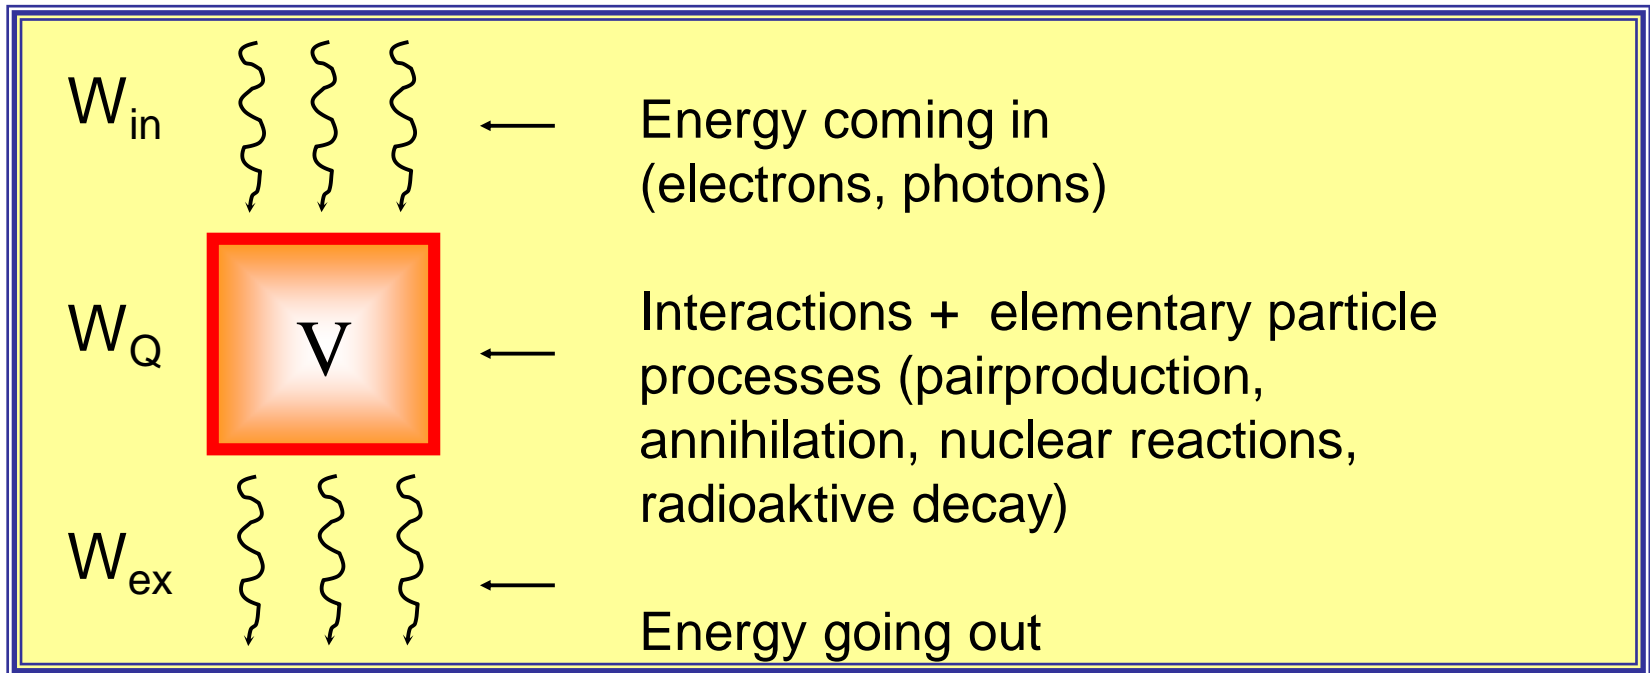 W_in
Energy coming in
(electrons, photons)
W_Q
V
Interactions + elementary particle
processes (pairproduction,
annihilation, nuclear reactions,
radioaktive decay)
W_ex
Energy going out